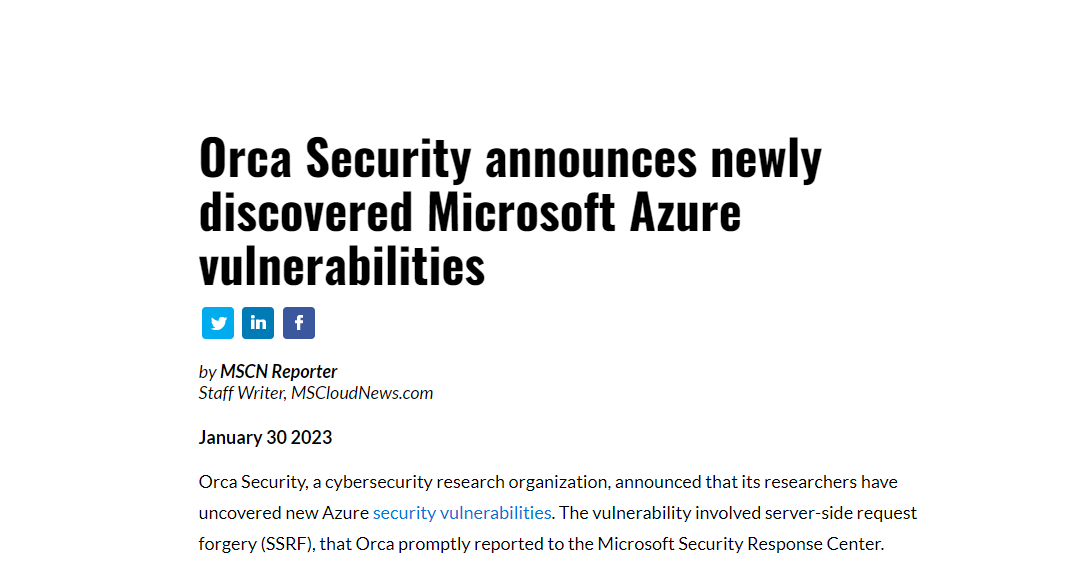 Orca Security announces newly
discovered Microsoft Azure
vulnerabilities
in
f
by MSCN Reporter
Staff Writer, MSCloudNews.com
January 30 2023
Orca Security, a cybersecurity research organization, announced that its researchers have
uncovered new Azure security vulnerabilities. The vulnerability involved server-side request
forgery (SSRF), that Orca promptly reported to the Microsoft Security Response Center.